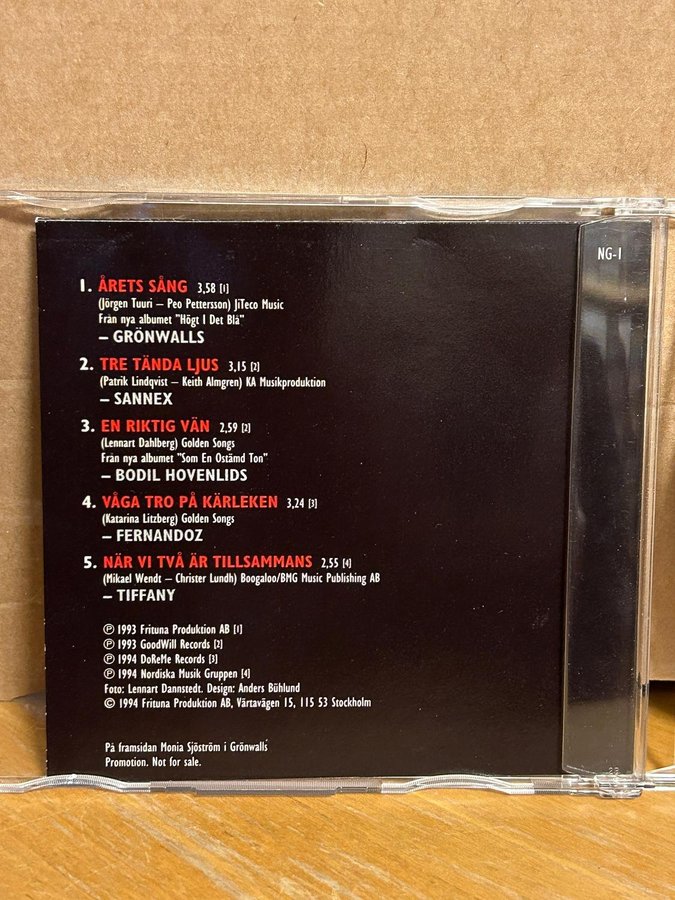 NG-1
1. ÅRETS SÅNG 3,58 [1]
(Jörgen Tuuri – Peo Pettersson) JiTeco Music
Från nya albumet "Högt I Det Blå"
– GRÖNWALLS
2. TRE TÄNDA LJUS 3,15 [2]
(Patrik Lindqvist – Keith Almgren) KA Musikproduktion
– SANNEX
3. EN RIKTIG VÄN 2,59 [2]
(Lennart Dahlberg) Golden Songs
Från nya albumet "Som En Ostämd Ton"
– BODIL HOVENLIDS
4. VÅGA TRO PÅ KÄRLEKEN 3,24 [3]
(Katarina Litzberg) Golden Songs
– FERNANDOZ
5. NÄR VI TVÅ ÄR TILLSAMMANS 2,55 [4]
(Mikael Wendt – Christer Lundh) Boogaloo/BMG Music Publishing AB
– TIFFANY
℗ 1993 Frituna Produktion AB [1]
℗ 1993 GoodWill Records [2]
℗ 1994 DoReMe Records [3]
℗ 1994 Nordiska Musik Gruppen [4]
Foto: Lennart Dannstedt. Design: Anders Bühlund
© 1994 Frituna Produktion AB, Värtavägen 15, 115 53 Stockholm
På framsidan Monia Sjöström i Grönwalls
Promotion. Not for sale.
23